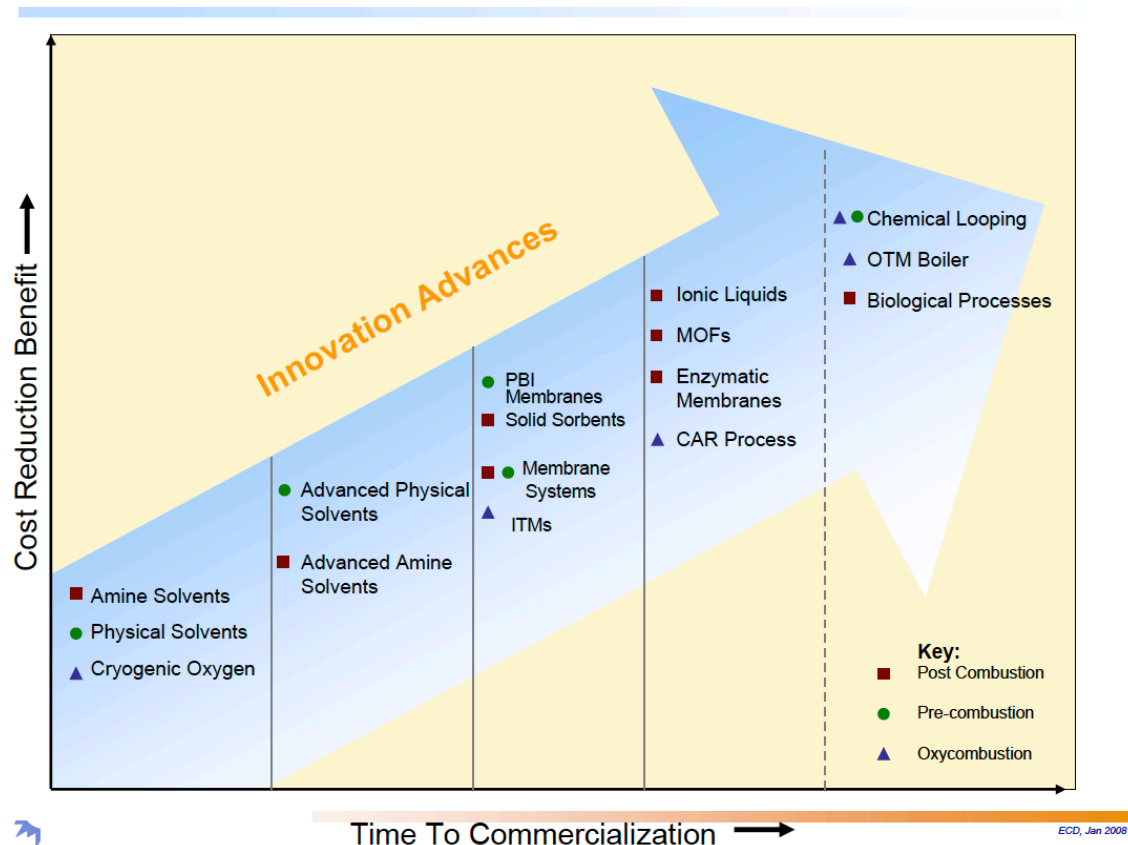 Cost Reduction Benefit
Innovation Advances
Amine Solvents
Physical Solvents
Cryogenic Oxygen
Advanced Physical
Solvents
Advanced Amine
Solvents
PBI
Membranes
Solid Sorbents
Membrane
Systems
ITMs
Ionic Liquids
MOFs
Enzymatic
Membranes
CAR Process
Chemical Looping
OTM Boiler
Biological Processes
Key:
Post Combustion
Pre-combustion
Oxycombustion
Time To Commercialization
ECD, Jan 2008